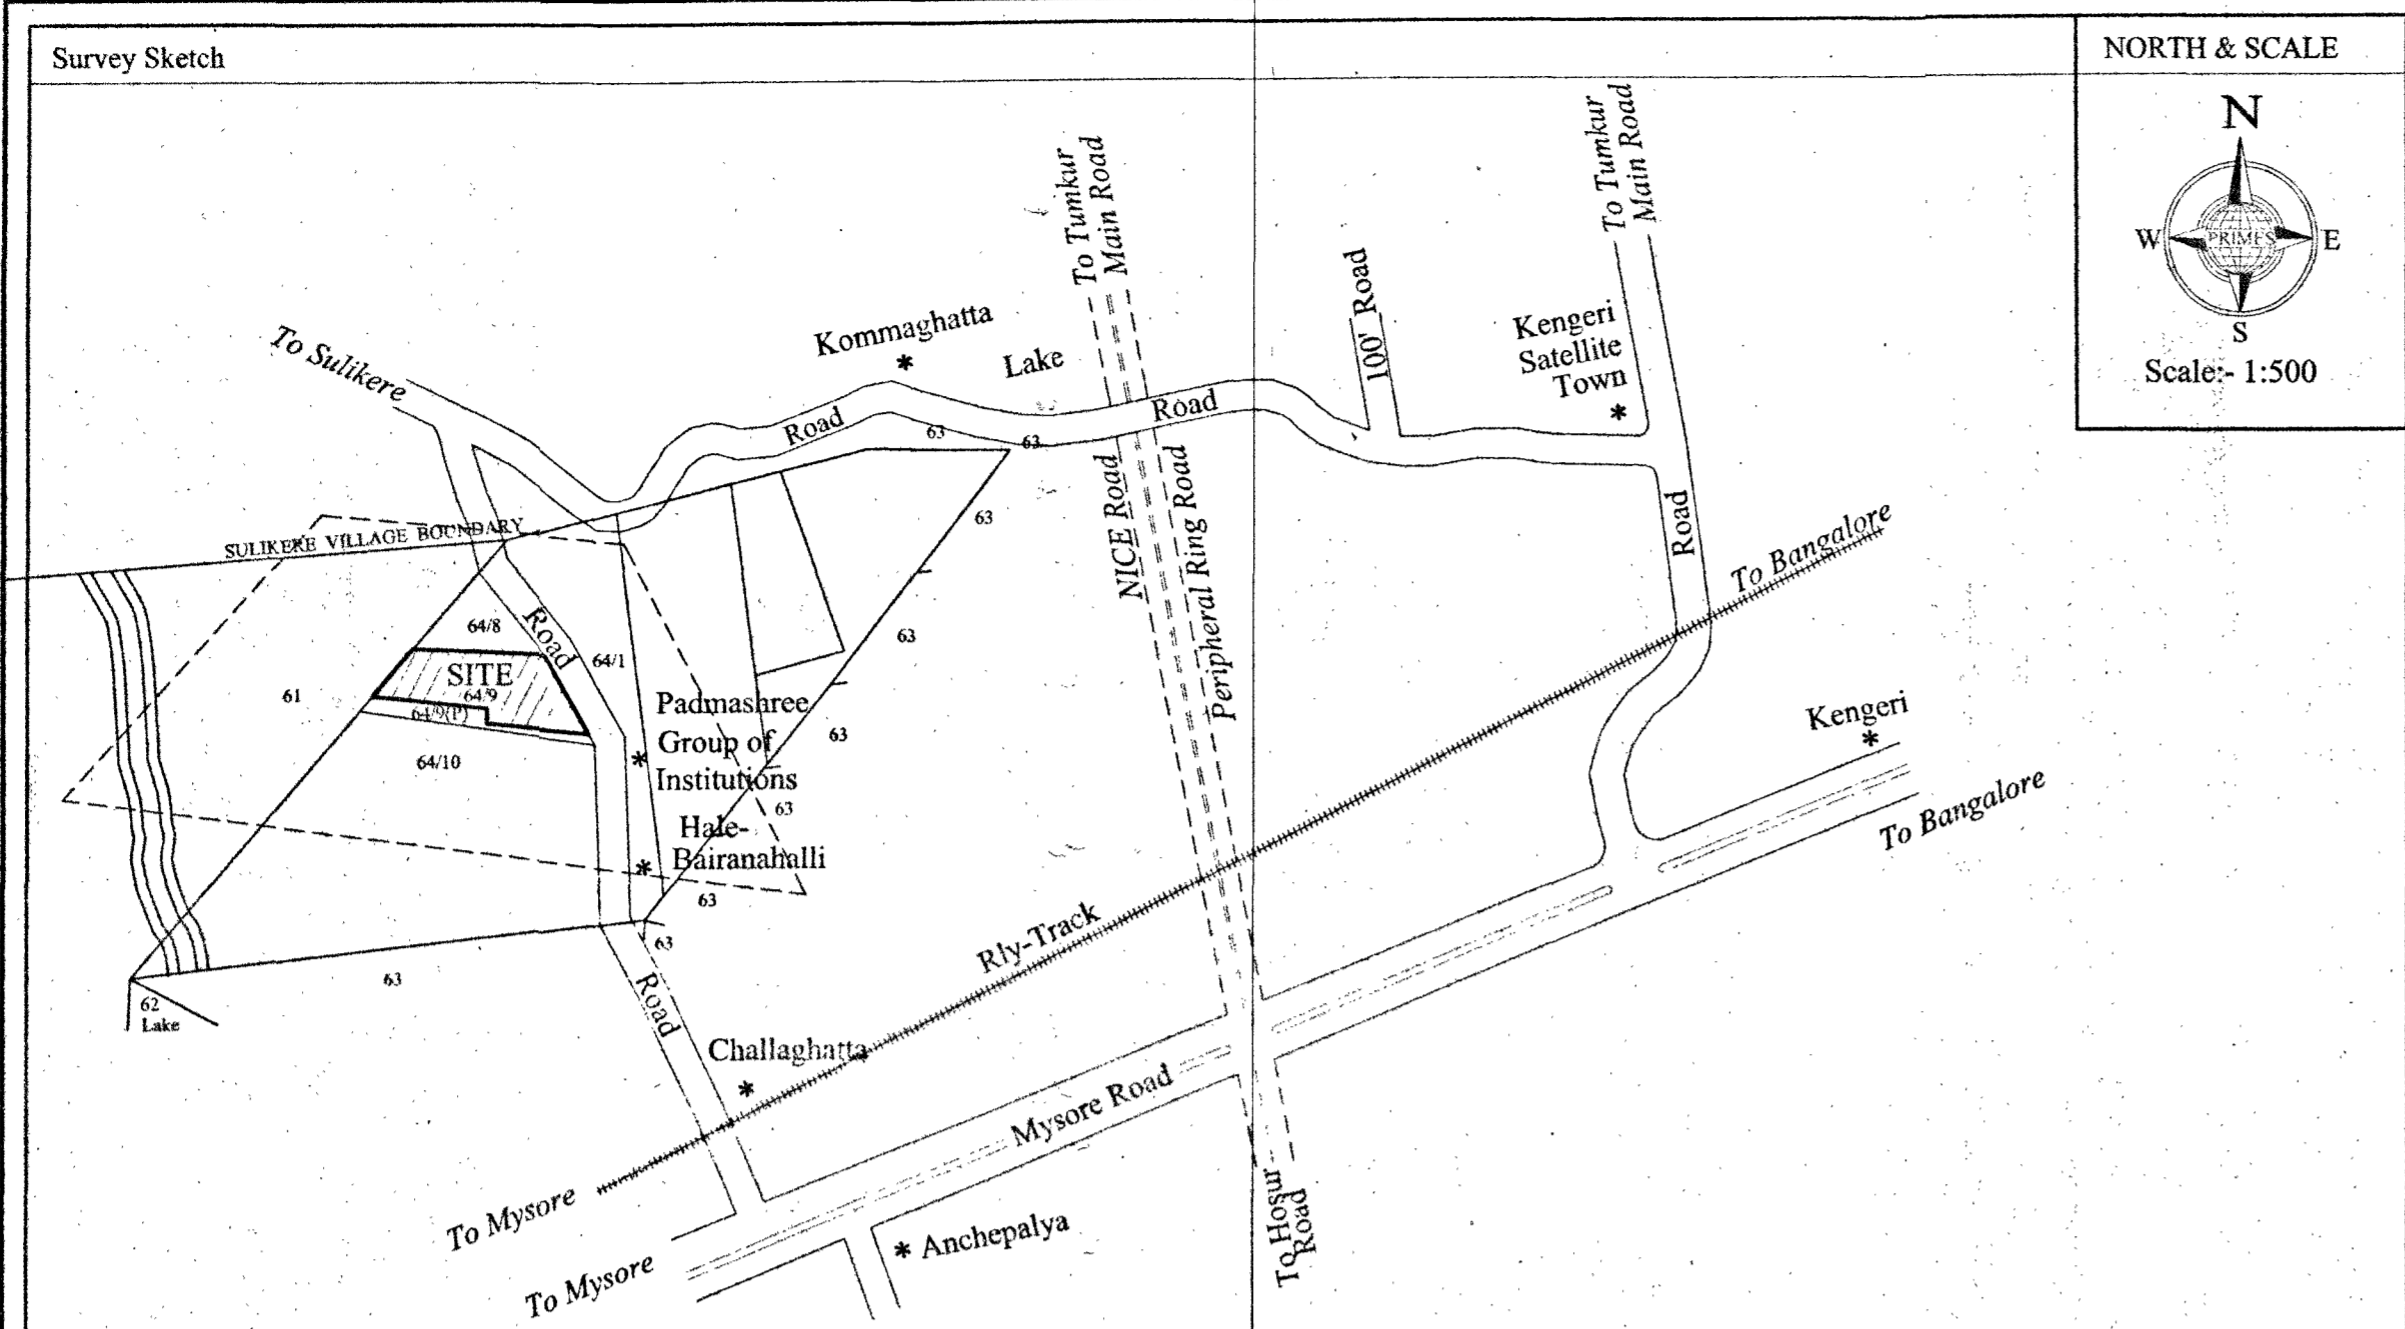 Survey Sketch
NORTH & SCALE
N
W
PRIMES
E
S
Scale:- 1:500
To Tumkur
Main Road
To Tumkur
Main Road
100' Road
Kengeri
Satellite
Town
*
Kommaghatta
*
Lake
To Sulikere
Road
Road
63
63
NICE Road
Peripheral Ring Road
Road
To Bangalore
SULIKERE VILLAGE BOUNDARY
63
63
63
63
64/8
Road
64/1
SITE
64/9
64/9(P)
61
64/10
Padmashree
Group of
* Institutions
Hale-
* Bairanahalli
63
63
63
62
Lake
Road
Rly-Track
Challaghatta
*
Kengeri
*
To Bangalore
Mysore Road
To Mysore
To Mysore
* Anchepalya
To Hosur
Road